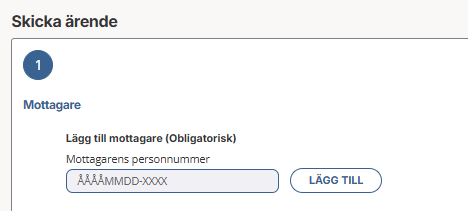 Skicka ärende
1
Mottagare
Lägg till mottagare (Obligatorisk)
Mottagarens personnummer
ÅÅÅÅMMDD-XXXX
LÄGG TILL